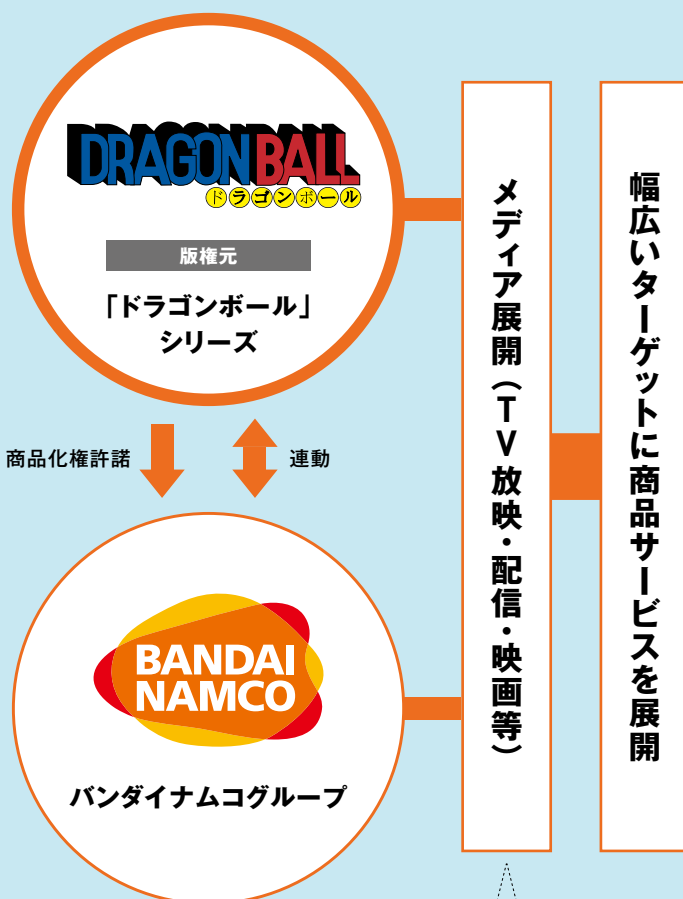 DRAGON BALL
ドラゴンボール
版権元
「ドラゴンボール」
シリーズ
商品化権許諾
連動
BANDAI
NAMCO
バンダイナムコグループ
メディア展開（TV放映・配信・映画等）
幅広いターゲットに商品サービスを展開